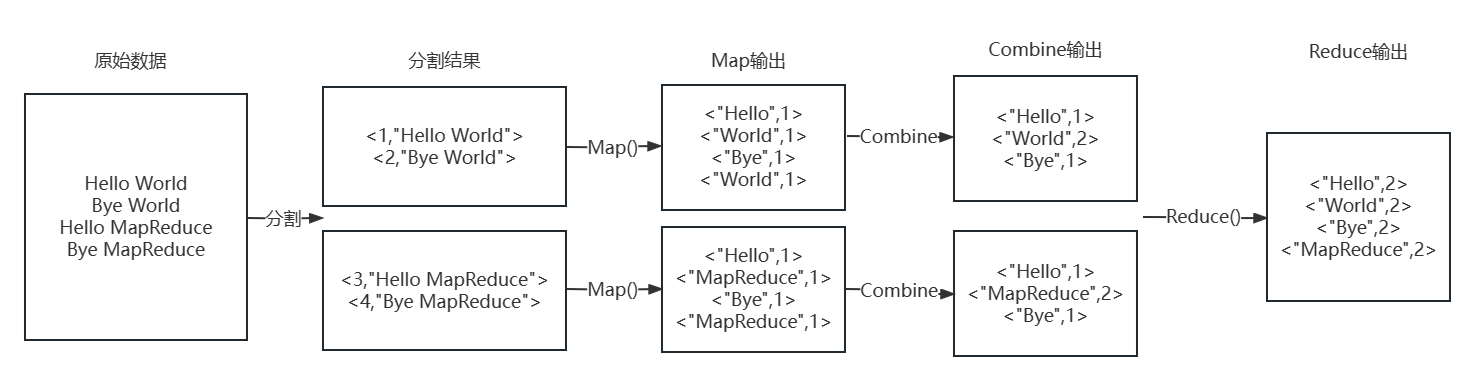 原始数据
Hello World
Bye World
Hello MapReduce
Bye MapReduce
分割
分割结果
<1,"Hello World">
<2,"Bye World">
<3,"Hello MapReduce">
<4,"Bye MapReduce">
Map()
Map()
Map输出
<"Hello",1>
<"World",1>
<"Bye",1>
<"World",1>
<"Hello",1>
<"MapReduce",1>
<"Bye",1>
<"MapReduce",1>
Combine
Combine
Combine输出
<"Hello",1>
<"World",2>
<"Bye",1>
<"Hello",1>
<"MapReduce",2>
<"Bye",1>
Reduce()
Reduce输出
<"Hello",2>
<"World",2>
<"Bye",2>
<"MapReduce",2>